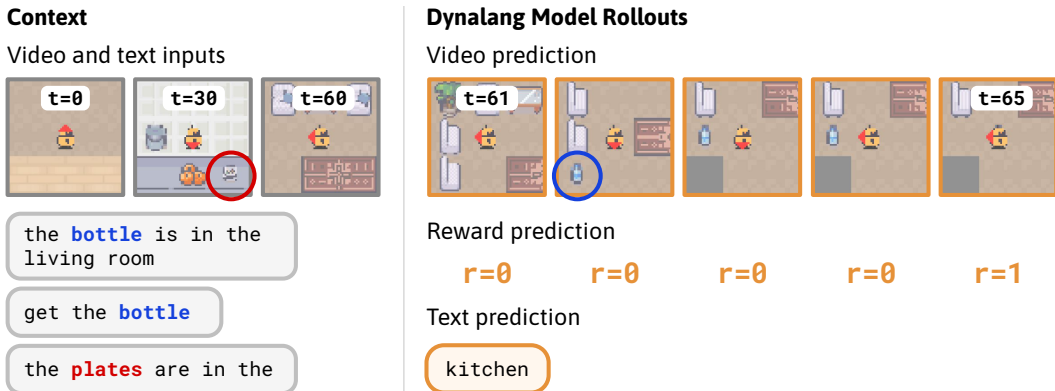 Context
Video and text inputs
t=0
t=30
t=60
the bottle is in the
living room
get the bottle
the plates are in the
Dynalang Model Rollouts
Video prediction
t=61
t=65
Reward prediction
r=0
r=0
r=0
r=0
r=1
Text prediction
kitchen